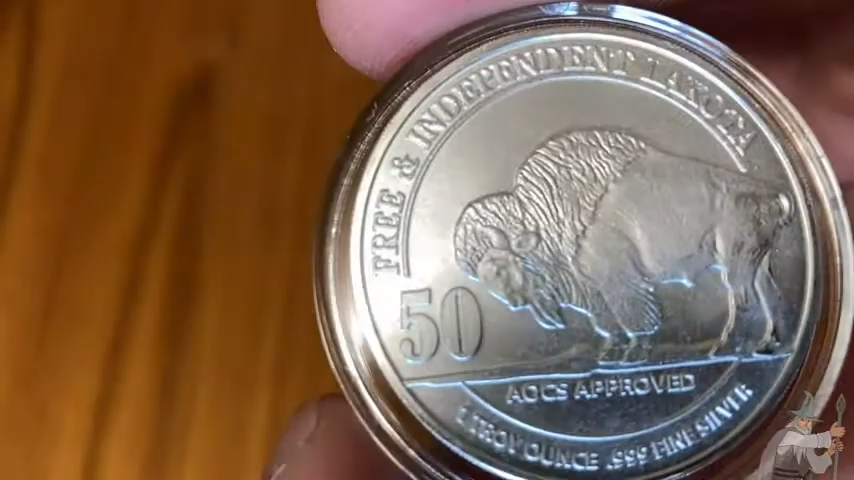 FREE & INDEPENDENT LAKOTA
50
AOCS APPROVED
1 TROY OUNCE .999 FINE SILVER